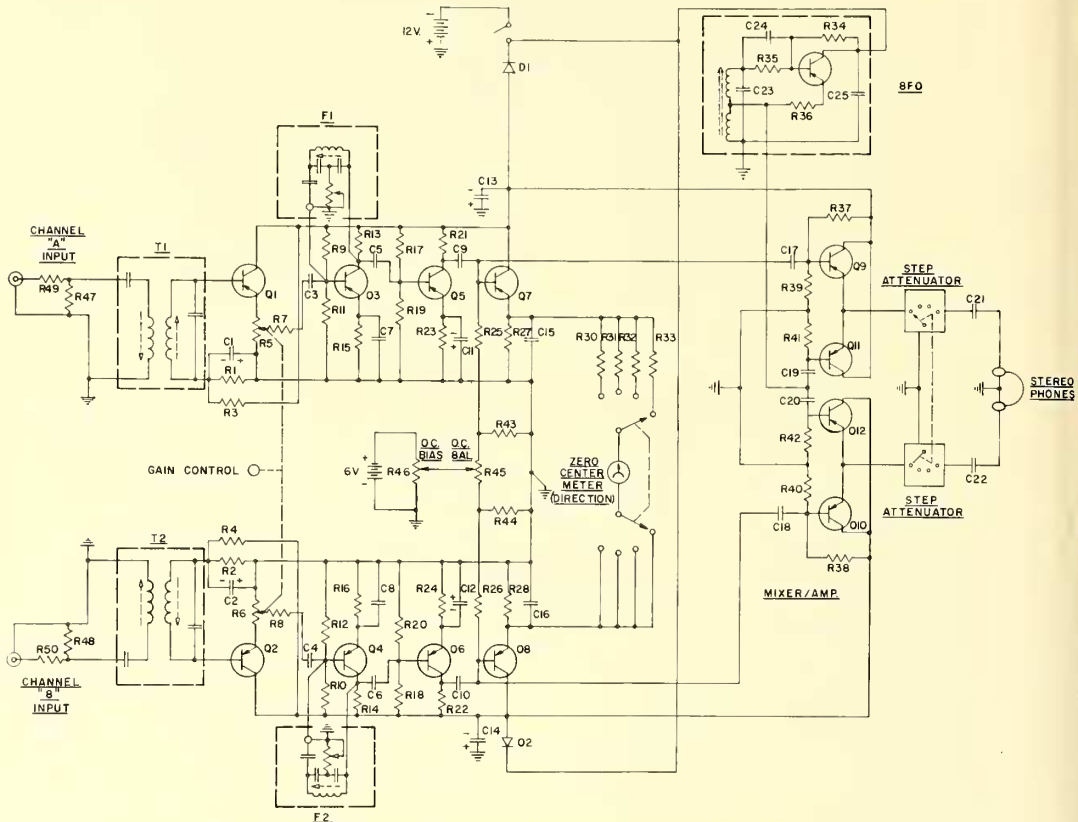 12V.
D1
C24
R34
R35
C23
C25
R36
8FO
F1
C13
R37
CHANNEL
"A"
INPUT
T1
R13
R21
R9
C5
R17
C9
C17
Q9
STEP
ATTENUATOR
R49
R47
Q1
C3
Q3
Q5
Q7
R39
C21
R7
R11
R19
R5
R15
C7
R23
C11
R25
R27
C15
R30
R31
R32
R33
R41
Q11
C1
R1
R3
C19
C20
STEREO
PHONES
GAIN CONTROL
6V
R46
O.C.
BIAS
O.C.
8AL
R43
R45
R44
ZERO
CENTER
METER
(DIRECTION)
R42
Q12
R40
C22
STEP
ATTENUATOR
C18
Q10
R38
MIXER/AMP.
R4
T2
R2
C2
R16
C8
R24
C12
R26
R28
C16
R6
R8
R12
R20
R48
R50
Q2
C4
Q4
Q6
Q8
CHANNEL
"8"
INPUT
R10
C6
R18
C10
R14
R22
C14
O2
F2